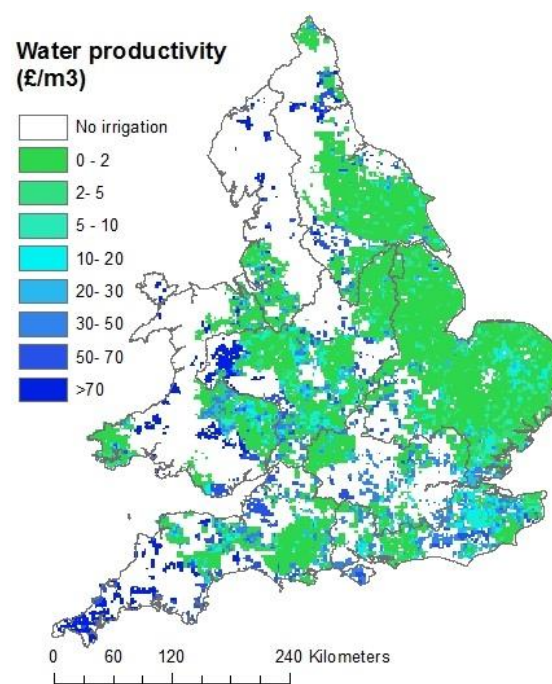 Water productivity
(£/m3)
No irrigation
0 - 2
2- 5
5 - 10
10- 20
20- 30
30- 50
50- 70
>70
0 60 120 240 Kilometers